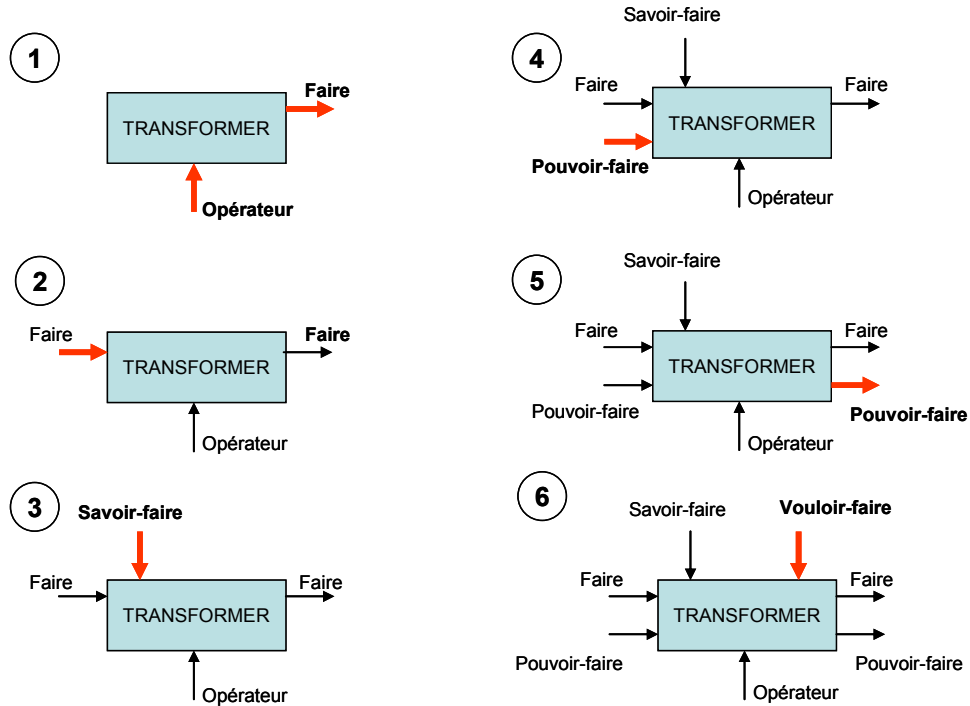 1
Faire
TRANSFORMER
Opérateur
2
Faire
Faire
TRANSFORMER
Opérateur
3
Savoir-faire
Faire
Faire
TRANSFORMER
Opérateur
4
Savoir-faire
Faire
Faire
TRANSFORMER
Pouvoir-faire
Opérateur
5
Savoir-faire
Faire
Faire
TRANSFORMER
Pouvoir-faire
Pouvoir-faire
Opérateur
6
Savoir-faire
Vouloir-faire
Faire
Faire
TRANSFORMER
Pouvoir-faire
Pouvoir-faire
Opérateur